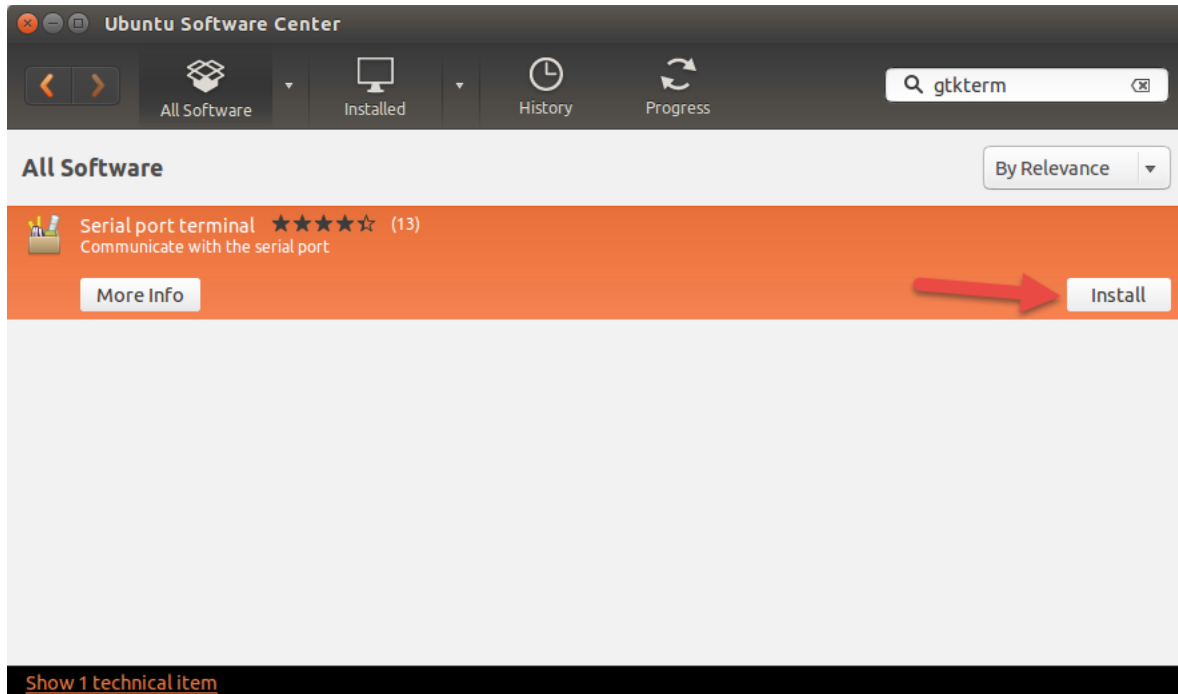 Ubuntu Software Center
All Software
Installed
History
Progress
gtkterm
All Software
By Relevance
Serial port terminal (13)
Communicate with the serial port
More Info
Install
Show 1 technical item